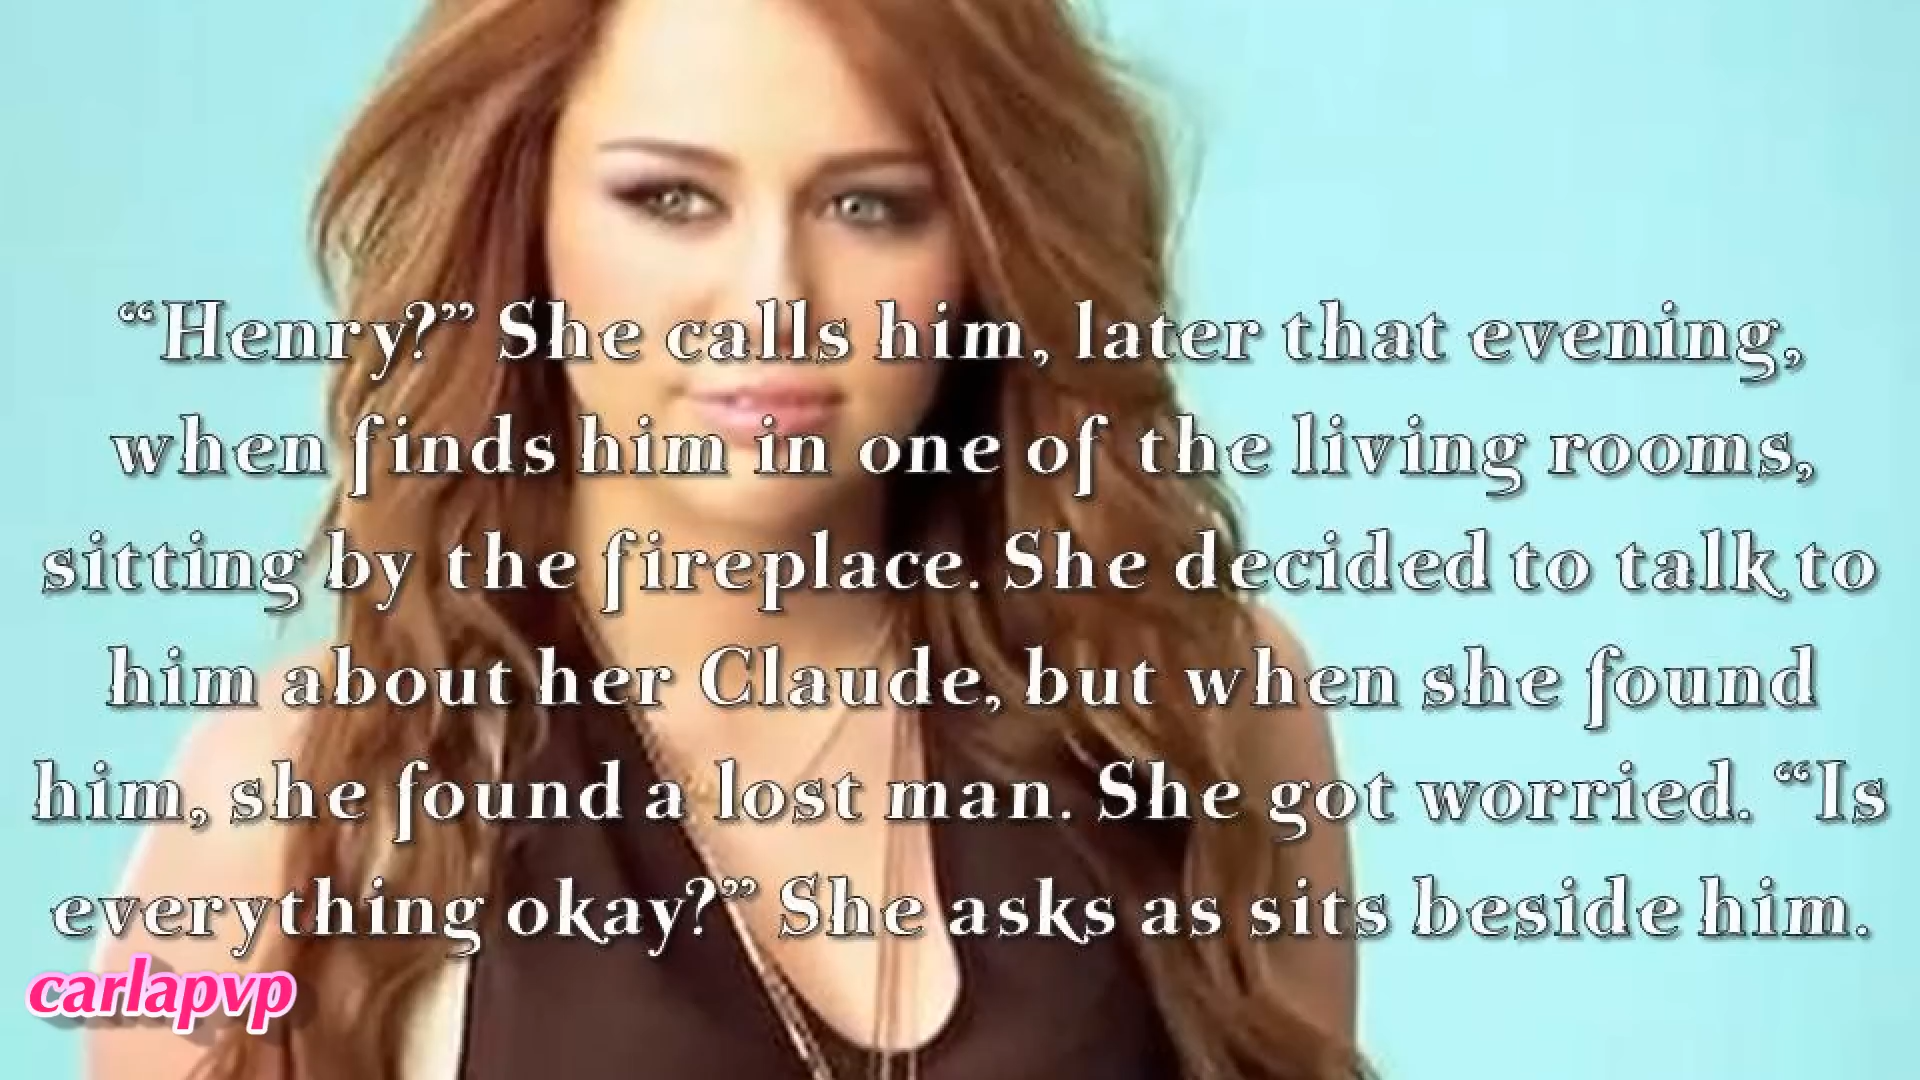 “Henry?” She calls him, later that evening,
when finds him in one of the living rooms,
sitting by the fireplace. She decided to talk to
him about her Claude, but when she found
him, she found a lost man. She got worried. “Is
everything okay?” She asks as sits beside him.
carlapvp